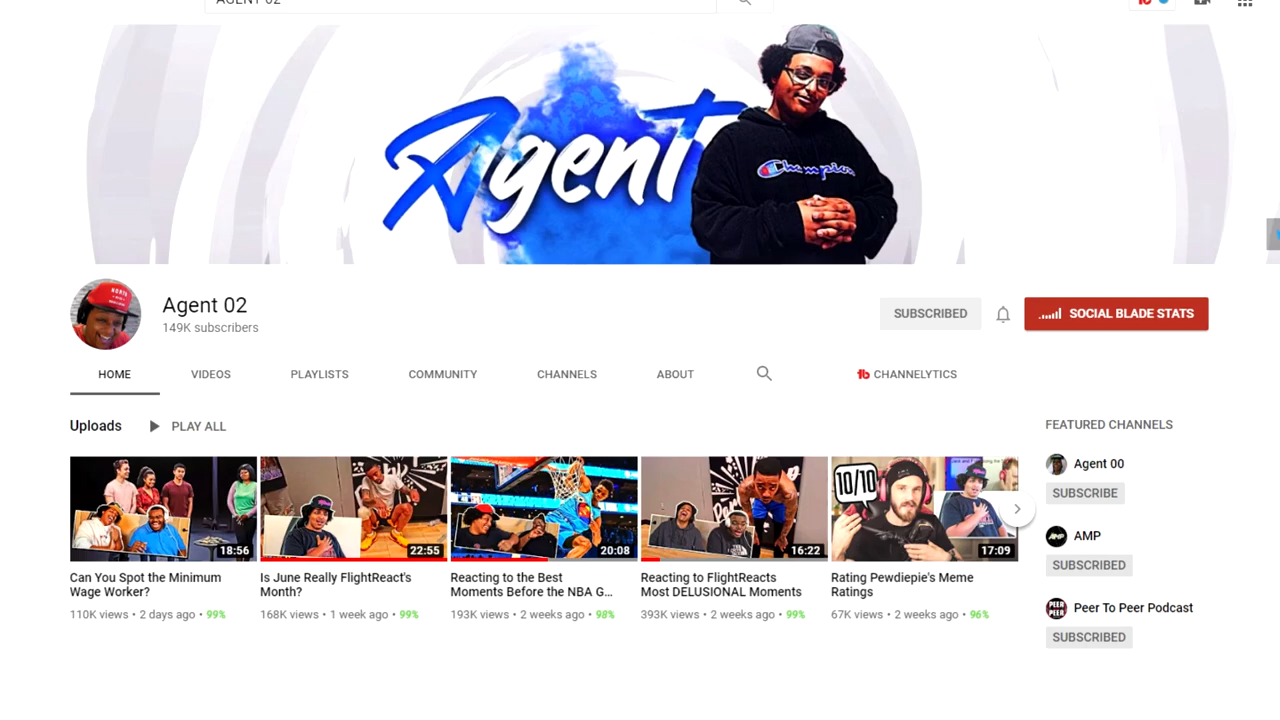 AGENT 02
Agent
Champion
Agent 02
149K subscribers
SUBSCRIBED
SOCIAL BLADE STATS
HOME
VIDEOS
PLAYLISTS
COMMUNITY
CHANNELS
ABOUT
CHANNELYTICS
Uploads
PLAY ALL
18:56
Can You Spot the Minimum
Wage Worker?
110K views • 2 days ago • 99%
22:55
Is June Really FlightReact's
Month?
168K views • 1 week ago • 99%
20:08
Reacting to the Best
Moments Before the NBA G...
193K views • 2 weeks ago • 98%
16:22
Reacting to FlightReacts
Most DELUSIONAL Moments
393K views • 2 weeks ago • 99%
10/10
17:09
Rating Pewdiepie's Meme
Ratings
67K views • 2 weeks ago • 96%
FEATURED CHANNELS
Agent 00
SUBSCRIBE
AMP
SUBSCRIBED
PEER
PEER
Peer To Peer Podcast
SUBSCRIBED